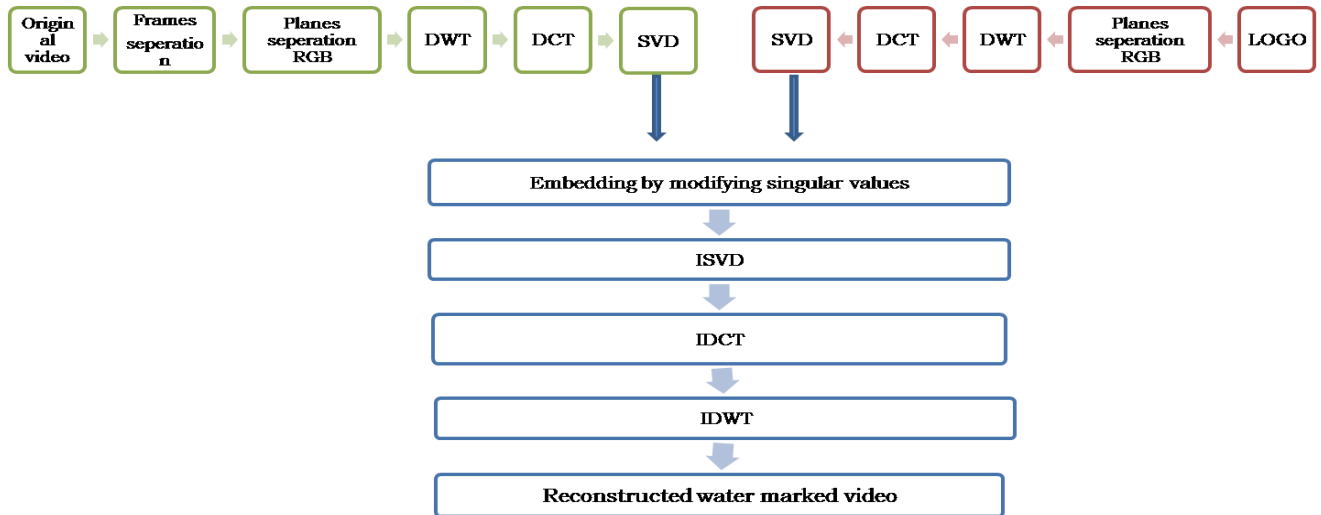 Origin
al
video
Frames
seperatio
n
Planes
seperation
RGB
DWT
DCT
SVD
SVD
DCT
DWT
Planes
seperation
RGB
LOGO
Embedding by modifying singular values
ISVD
IDCT
IDWT
Reconstructed water marked video